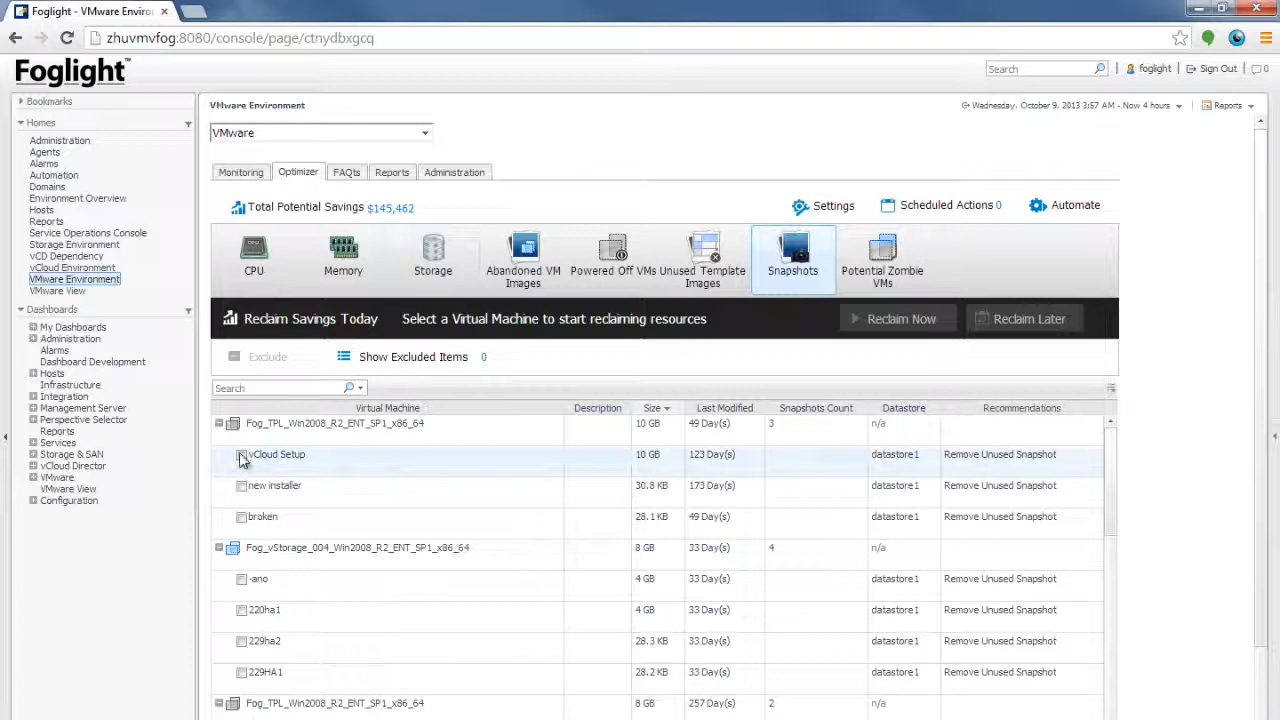 Foglight - VMware Environ
zhuvmvfog:8080/console/page/ctnydbxgcq
Foglight™
Search
foglight
Sign Out
0
Bookmarks
Homes
Administration
Agents
Alarms
Automation
Domains
Environment Overview
Hosts
Reports
Service Operations Console
Storage Environment
vCD Dependency
vCloud Environment
VMware Environment
VMware View
Dashboards
My Dashboards
Administration
Alarms
Dashboard Development
Hosts
Infrastructure
Integration
Management Server
Perspective Selector
Reports
Services
Storage & SAN
vCloud Director
VMware
VMware View
Configuration
VMware Environment
Wednesday, October 9, 2013 3:57 AM - Now 4 hours
Reports
VMware
Monitoring Optimizer FAQts Reports Administration
Total Potential Savings $145,462
Settings
Scheduled Actions 0
Automate
CPU
Memory
Storage
Abandoned VM Images
Powered Off VMs
Unused Template Images
Snapshots
Potential Zombie VMs
Reclaim Savings Today Select a Virtual Machine to start reclaiming resources
Reclaim Now
Reclaim Later
Exclude
Show Excluded Items 0
Search
Virtual Machine Description Size Last Modified Snapshots Count Datastore Recommendations
Fog_TPL_Win2008_R2_ENT_SP1_x86_64 10 GB 49 Day(s) 3 n/a
vCloud Setup 10 GB 123 Day(s) datastore1 Remove Unused Snapshot
new installer 30.8 KB 173 Day(s) datastore1 Remove Unused Snapshot
broken 28.1 KB 49 Day(s) datastore1 Remove Unused Snapshot
Fog_vStorage_004_Win2008_R2_ENT_SP1_x86_64 8 GB 33 Day(s) 4 n/a
-ano 4 GB 33 Day(s) datastore1 Remove Unused Snapshot
220ha1 4 GB 33 Day(s) datastore1 Remove Unused Snapshot
229ha2 28.3 KB 33 Day(s) datastore1 Remove Unused Snapshot
229HA1 28.2 KB 33 Day(s) datastore1 Remove Unused Snapshot
Fog_TPL_Win2008_R2_ENT_SP1_x86_64 8 GB 257 Day(s) 2 n/a